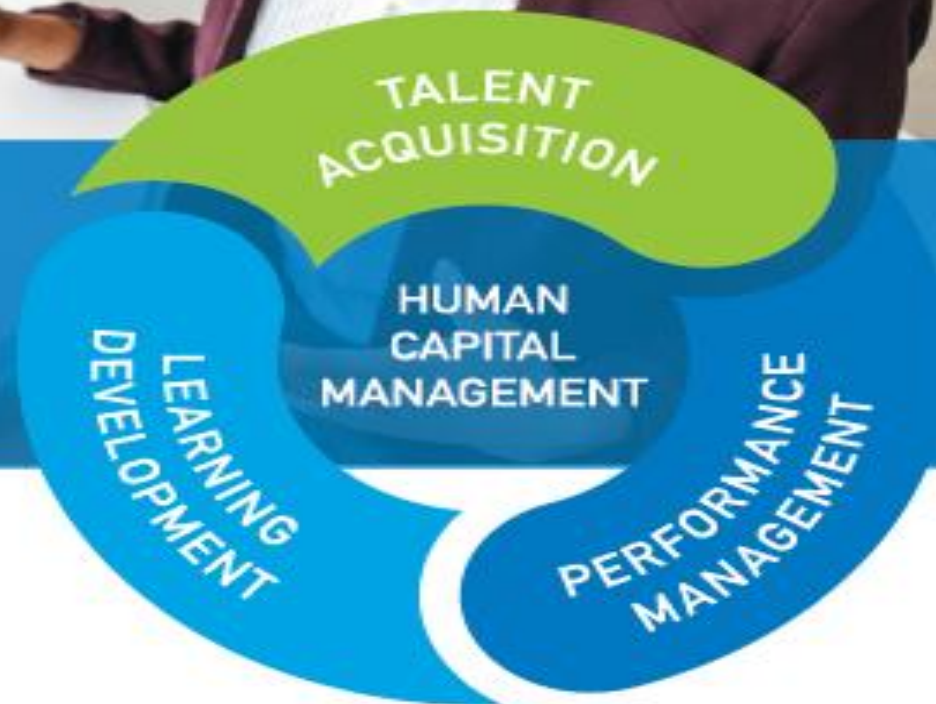 TALENT
ACQUISITION
HUMAN
CAPITAL
MANAGEMENT
LEARNING
DEVELOPMENT
PERFORMANCE
MANAGEMENT